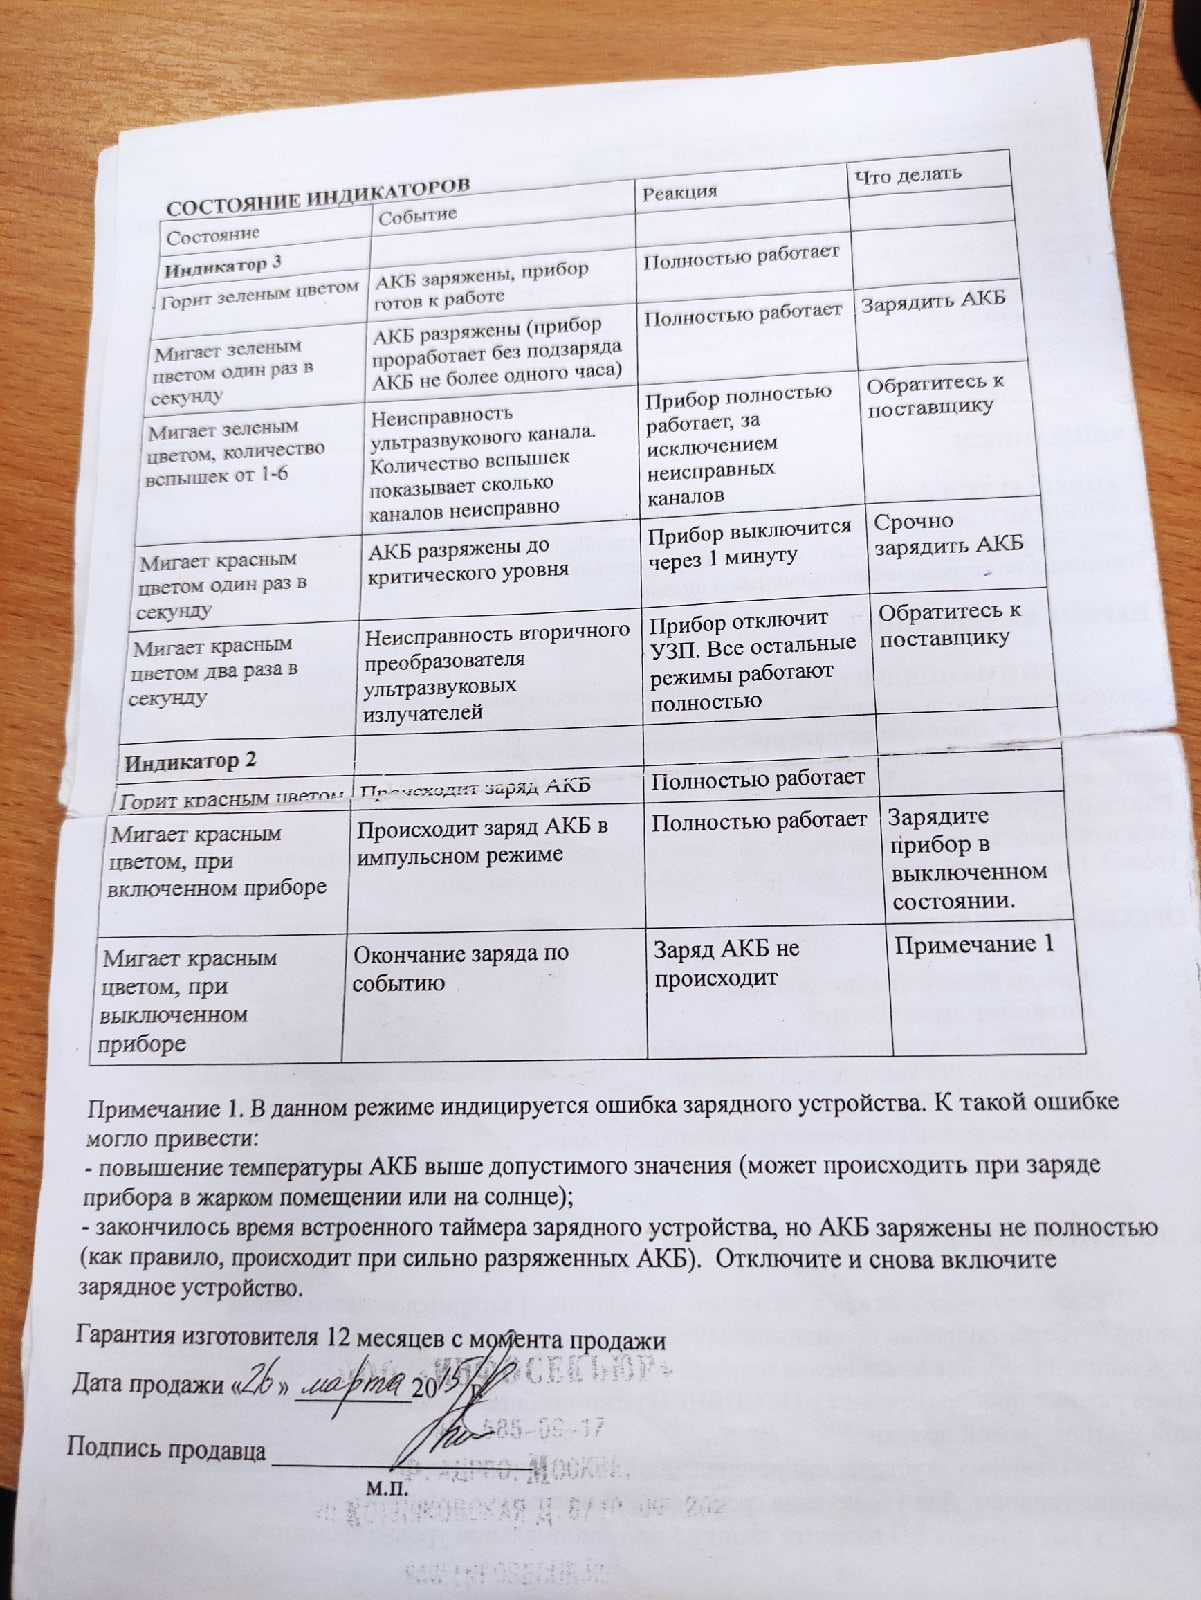 СОСТОЯНИЕ ИНДИКАТОРОВ
Состояние
Событие
Реакция
Что делать
Индикатор 3
Горит зеленым цветом
АКБ заряжены, прибор
готов к работе
Полностью работает
Мигает зеленым
цветом один раз в
секунду
АКБ разряжены (прибор
проработает без подзаряда
АКБ не более одного часа)
Полностью работает
Зарядить АКБ
Мигает зеленым
цветом, количество
вспышек от 1-6
Неисправность
ультразвукового канала.
Количество вспышек
показывает сколько
каналов неисправно
Прибор полностью
работает, за
исключением
неисправных
каналов
Обратитесь к
поставщику
Мигает красным
цветом один раз в
секунду
АКБ разряжены до
критического уровня
Прибор выключится
через 1 минуту
Срочно
зарядить АКБ
Мигает красным
цветом два раза в
секунду
Неисправность вторичного
преобразователя
ультразвуковых
излучателей
Прибор отключит
УЗП. Все остальные
режимы работают
полностью
Обратитесь к
поставщику
Индикатор 2
Горит красным цветом
Происходит заряд АКБ
Полностью работает
Мигает красным
цветом, при
включенном приборе
Происходит заряд АКБ в
импульсном режиме
Полностью работает
Зарядите
прибор в
выключенном
состоянии.
Мигает красным
цветом, при
выключенном
приборе
Окончание заряда по
событию
Заряд АКБ не
происходит
Примечание 1
Примечание 1. В данном режиме индицируется ошибка зарядного устройства. К такой ошибке
могло привести:
- повышение температуры АКБ выше допустимого значения (может происходить при заряде
прибора в жарком помещении или на солнце);
- закончилось время встроенного таймера зарядного устройства, но АКБ заряжены не полностью
(как правило, происходит при сильно разряженных АКБ). Отключите и снова включите
зарядное устройство.
Гарантия изготовителя 12 месяцев с момента продажи
Дата продажи «26» марта 2015 г.
Подпись продавца
М.П.